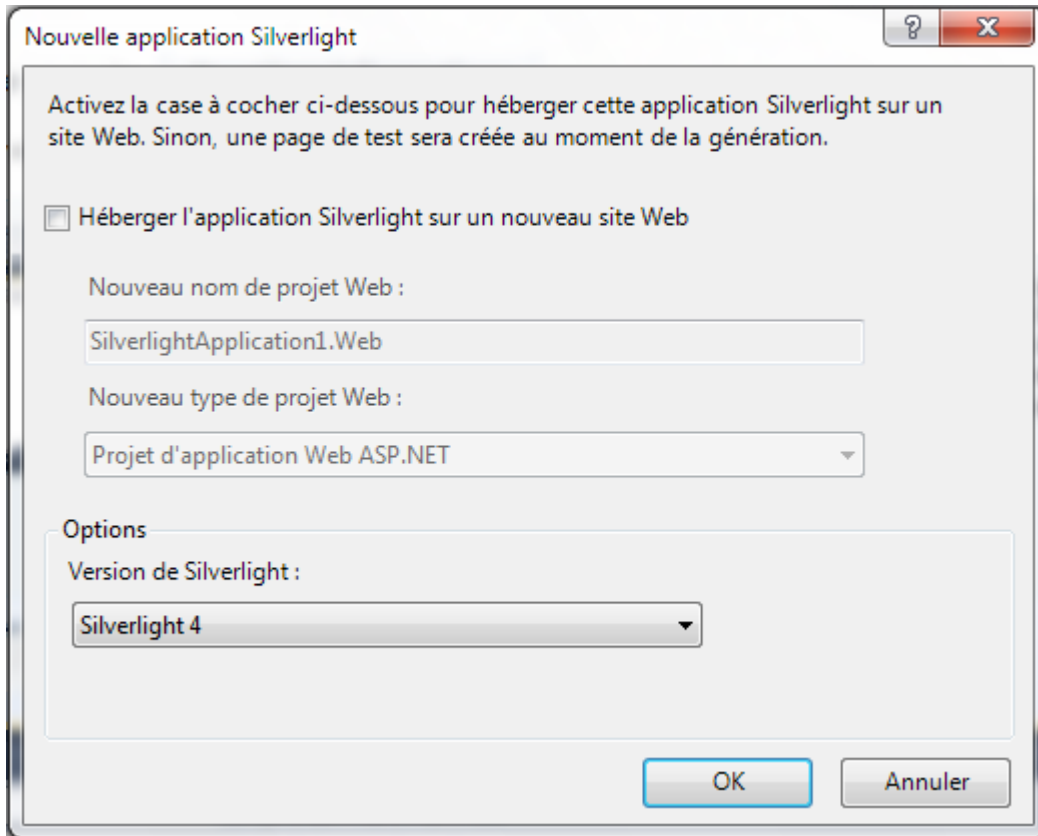 Nouvelle application Silverlight
Activez la case à cocher ci-dessous pour héberger cette application Silverlight sur un
site Web. Sinon, une page de test sera créée au moment de la génération.
Héberger l'application Silverlight sur un nouveau site Web
Nouveau nom de projet Web :
SilverlightApplication1.Web
Nouveau type de projet Web :
Projet d'application Web ASP.NET
Options
Version de Silverlight :
Silverlight 4
OK
Annuler